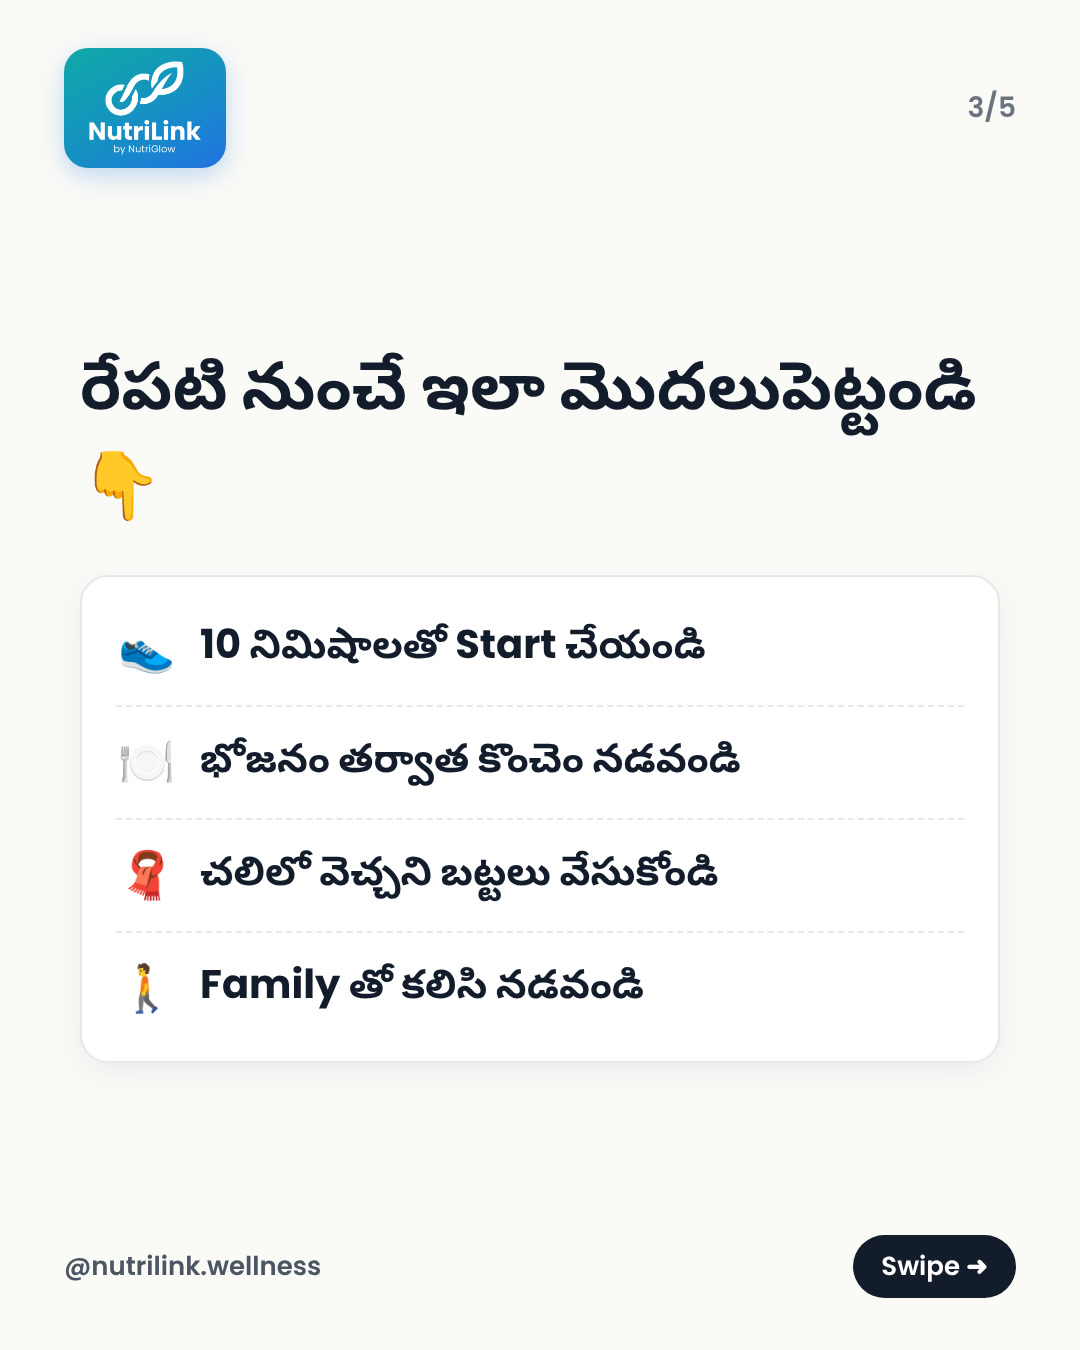 NutriLink
by NutriGlow
3/5
రేపటి నుంచే ఇలా మొదలుపెట్టండి
👇
10 నిమిషాలతో Start చేయండి
భోజనం తర్వాత కొంచెం నడవండి
చలిలో వెచ్చని బట్టలు వేసుకోండి
Family తో కలిసి నడవండి
@nutrilink.wellness
Swipe ➜